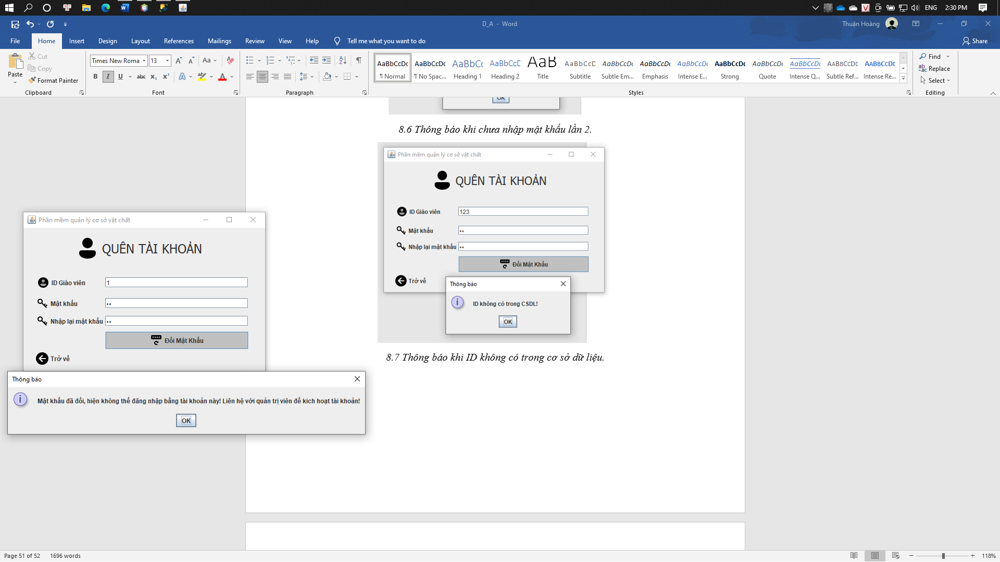 ENG
2:30 PM
D_A - Word
Thuận Hoàng
File
Home
Insert
Design
Layout
References
Mailings
Review
View
Help
Tell me what you want to do
Share
Paste
Cut
Copy
Format Painter
Clipboard
Times New Roma
13
Aa
B I U abc x₂ x² A A
Font
Paragraph
AaBbCcDc
¶ Normal
AaBbCcDc
¶ No Spac...
AaBbCc
Heading 1
AaBbCcD
Heading 2
AaB
Title
AaBbCcD
Subtitle
AaBbCcDc
Subtle Em...
AaBbCcDc
Emphasis
AaBbCcDc
Intense E...
AaBbCcDc
Strong
AaBbCcDc
Quote
AaBbCcDc
Intense Q...
AaBbCcDd
Subtle Ref...
AaBbCcDd
Intense Re...
Styles
Find
Replace
Select
Editing
OK
8.6 Thông báo khi chưa nhập mật khẩu lần 2.
Phần mềm quản lý cơ sở vật chất
QUÊN TÀI KHOẢN
ID Giáo viên
123
Mật khẩu
Nhập lại mật khẩu
Đổi Mật Khẩu
Trở về
Thông báo
ID không có trong CSDL!
OK
8.7 Thông báo khi ID không có trong cơ sở dữ liệu.
Phần mềm quản lý cơ sở vật chất
QUÊN TÀI KHOẢN
ID Giáo viên
1
Mật khẩu
Nhập lại mật khẩu
Đổi Mật Khẩu
Trở về
Thông báo
Mật khẩu đã đổi, hiện không thể đăng nhập bằng tài khoản này! Liên hệ với quản trị viên để kich hoạt tài khoản!
OK
Page 51 of 52
1696 words
118%